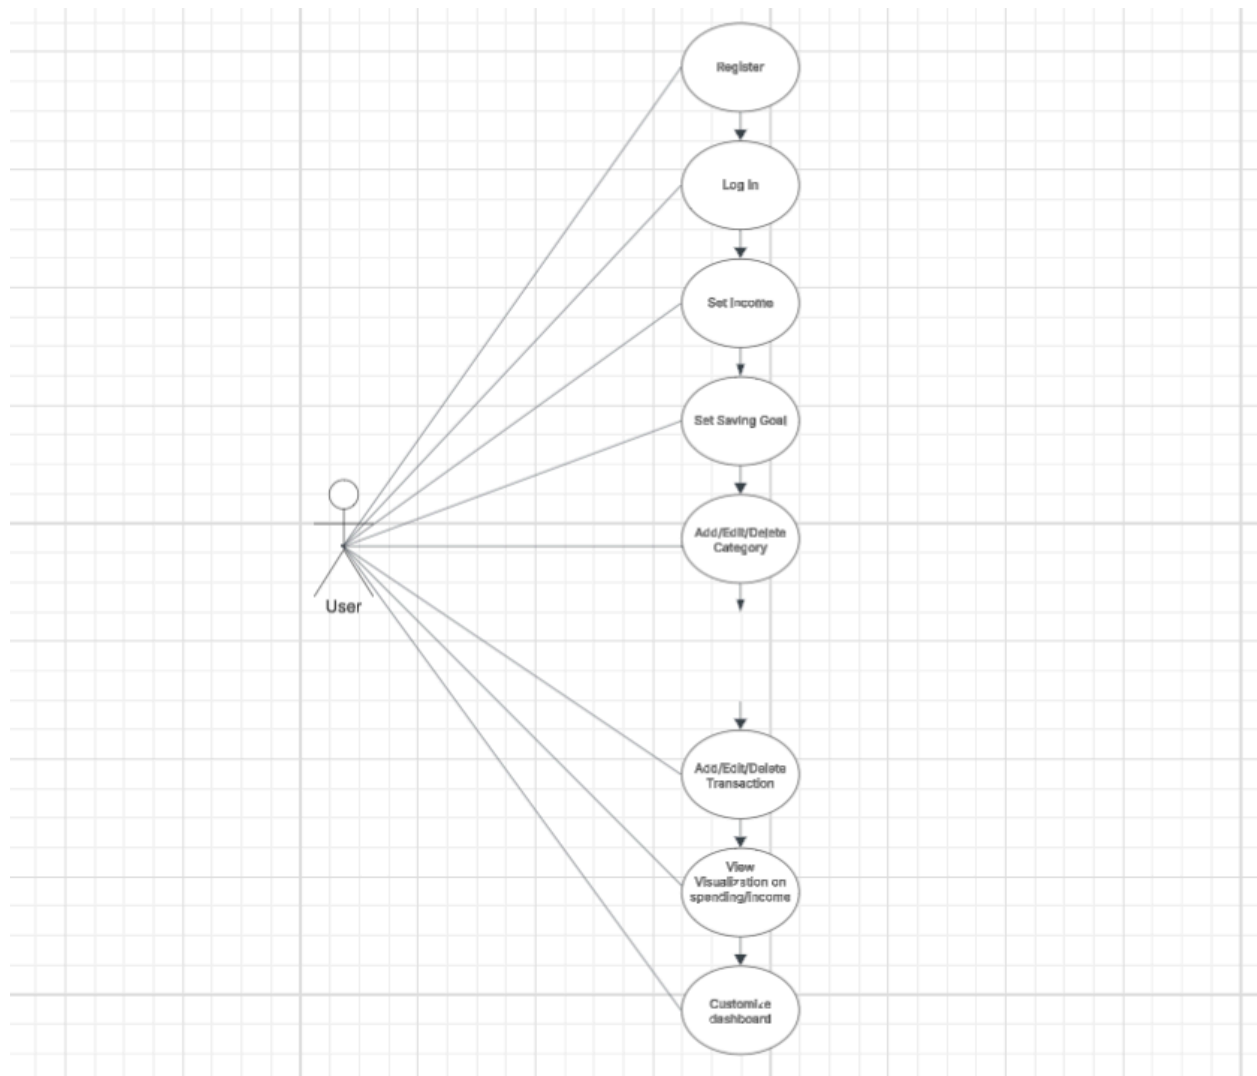 Register
Log In
Set Income
Set Saving Goal
Add/Edit/Delete
Category
User
Add/Edit/Delete
Transaction
View
Visualization on
spending/income
Customize
dashboard